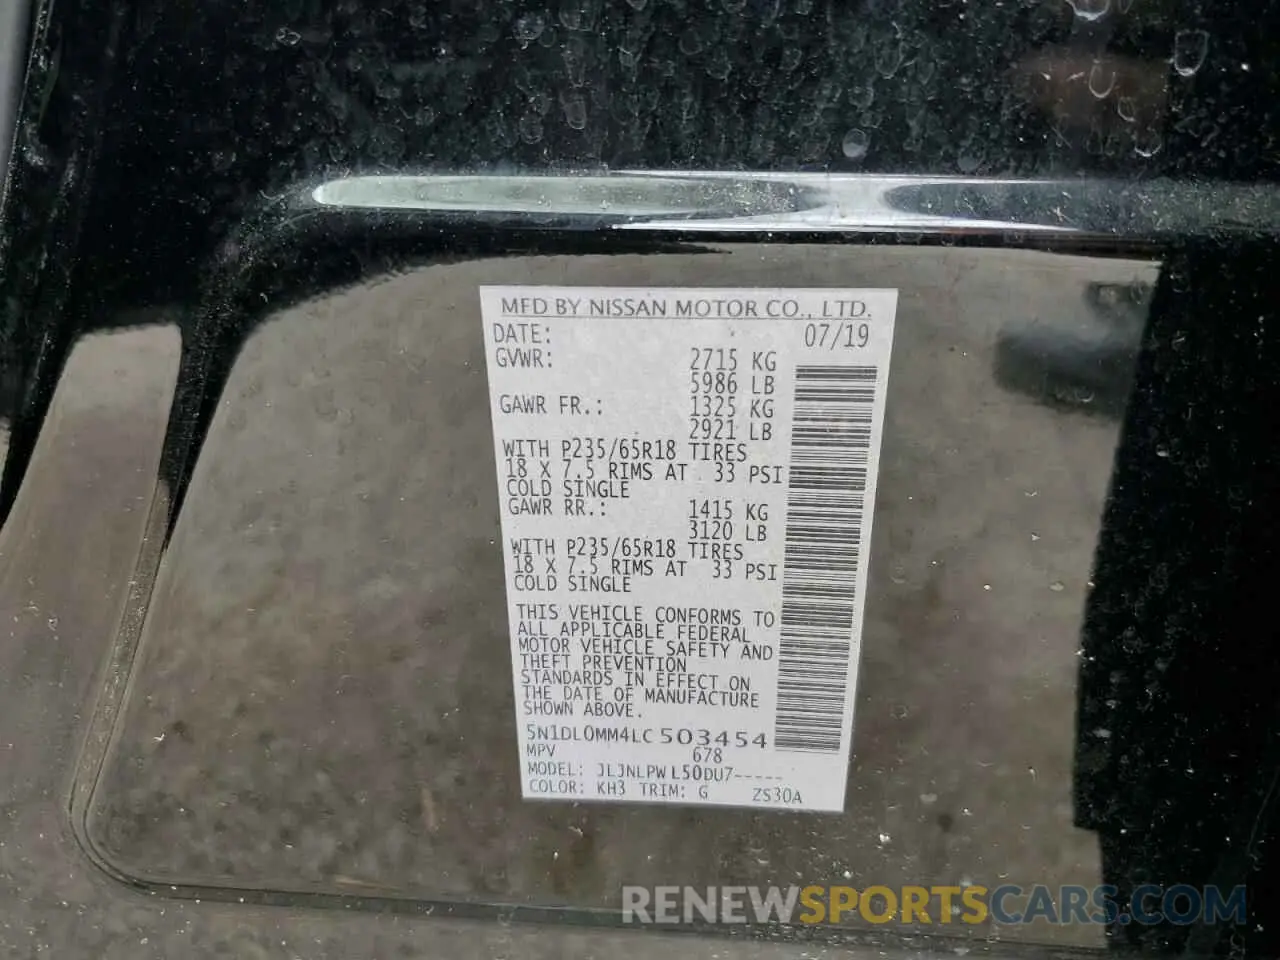 MFD BY NISSAN MOTOR CO., LTD.
DATE: 07/19
GVWR: 2715 KG
5986 LB
GAWR FR.: 1325 KG
2921 LB
WITH P235/65R18 TIRES
18 X 7.5 RIMS AT 33 PSI
COLD SINGLE
GAWR RR.: 1415 KG
3120 LB
WITH P235/65R18 TIRES
18 X 7.5 RIMS AT 33 PSI
COLD SINGLE
THIS VEHICLE CONFORMS TO
ALL APPLICABLE FEDERAL
MOTOR VEHICLE SAFETY AND
THEFT PREVENTION
STANDARDS IN EFFECT ON
THE DATE OF MANUFACTURE
SHOWN ABOVE.
5N1DL0MM4LC503454
MPV 678
MODEL: JLJNLPWL50DU7-----
COLOR: KH3 TRIM: G ZS30A
RENEWSPORTSCARS.COM